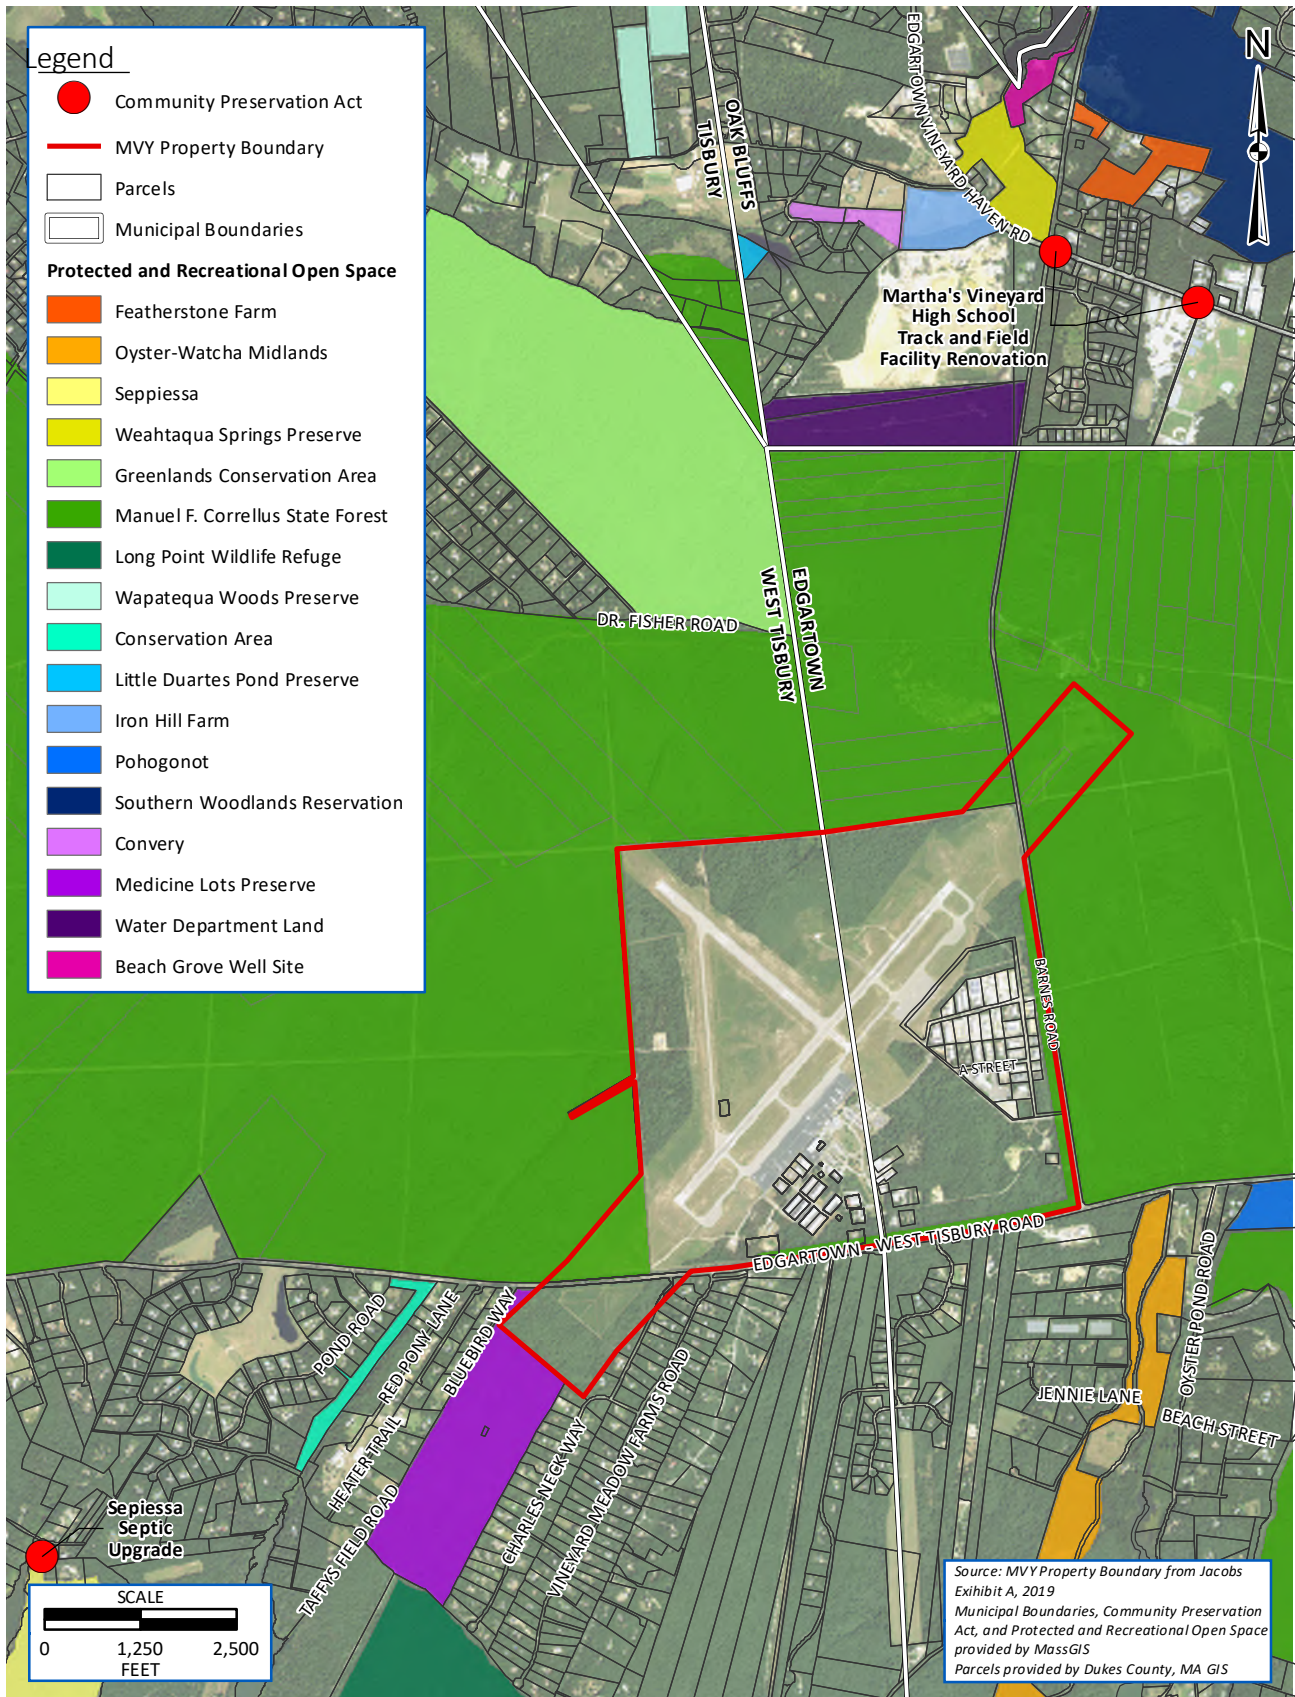 Legend
Community Preservation Act
MVY Property Boundary
Parcels
Municipal Boundaries
Protected and Recreational Open Space
Featherstone Farm
Oyster-Watcha Midlands
Seppiessa
Weahtaqua Springs Preserve
Greenlands Conservation Area
Manuel F. Correllus State Forest
Long Point Wildlife Refuge
Wapatequa Woods Preserve
Conservation Area
Little Duartes Pond Preserve
Iron Hill Farm
Pohogonot
Southern Woodlands Reservation
Convery
Medicine Lots Preserve
Water Department Land
Beach Grove Well Site
N
OAK BLUFFS
TISBURY
EDGARTOWN VINEYARD HAVEN RD
Martha's Vineyard
High School
Track and Field
Facility Renovation
DR. FISHER ROAD
EDGARTOWN
WEST TISBURY
BARNES ROAD
A STREET
EDGARTOWN - WEST TISBURY ROAD
POND ROAD
RED PONY LANE
BLUEBIRD WAY
HEATER TRAIL
TAFFYS FIELD ROAD
CHARLES NECK WAY
VINEYARD MEADOW FARMS ROAD
OYSTER POND ROAD
JENNIE LANE
BEACH STREET
Sepiessa
Septic
Upgrade
SCALE
0 1,250 2,500
FEET
Source: MVY Property Boundary from Jacobs
Exihibit A, 2019
Municipal Boundaries, Community Preservation
Act, and Protected and Recreational Open Space
provided by MassGIS
Parcels provided by Dukes County, MA GIS